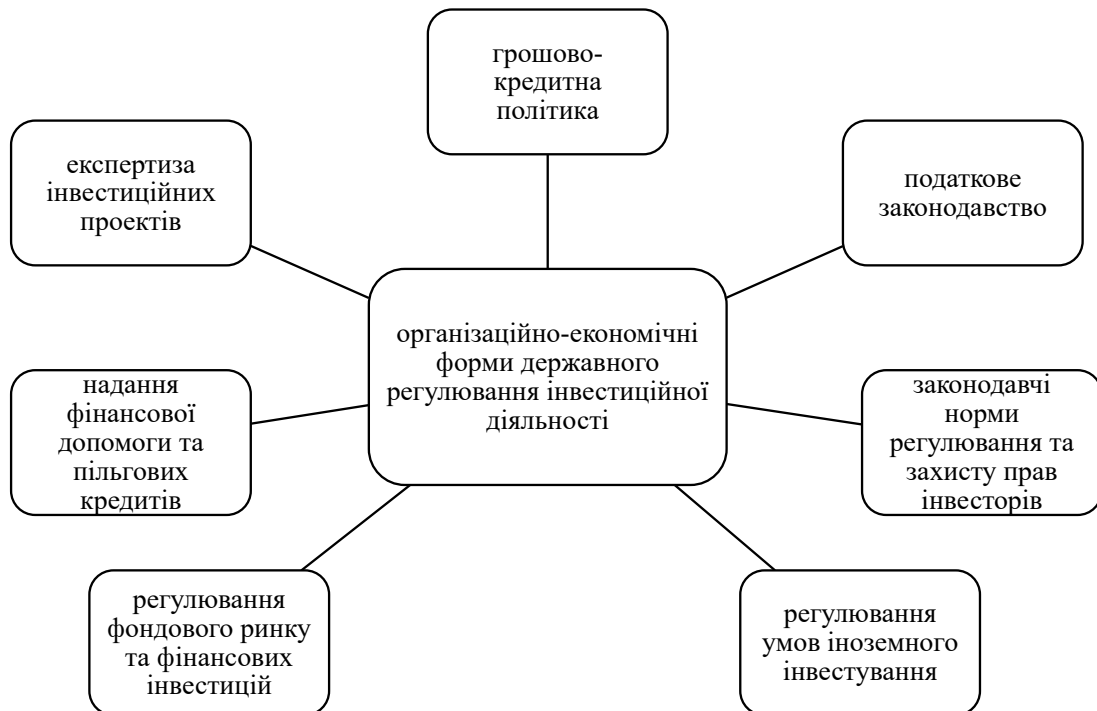 грошово-
кредитна
політика
експертиза
інвестиційних
проектів
податкове
законодавство
організаційно-економічні
форми державного
регулювання інвестиційної
діяльності
надання
фінансової
допомоги та
пільгових
кредитів
законодавчі
норми
регулювання та
захисту прав
інвесторів
регулювання
фондового ринку
та фінансових
інвестицій
регулювання
умов іноземного
інвестування